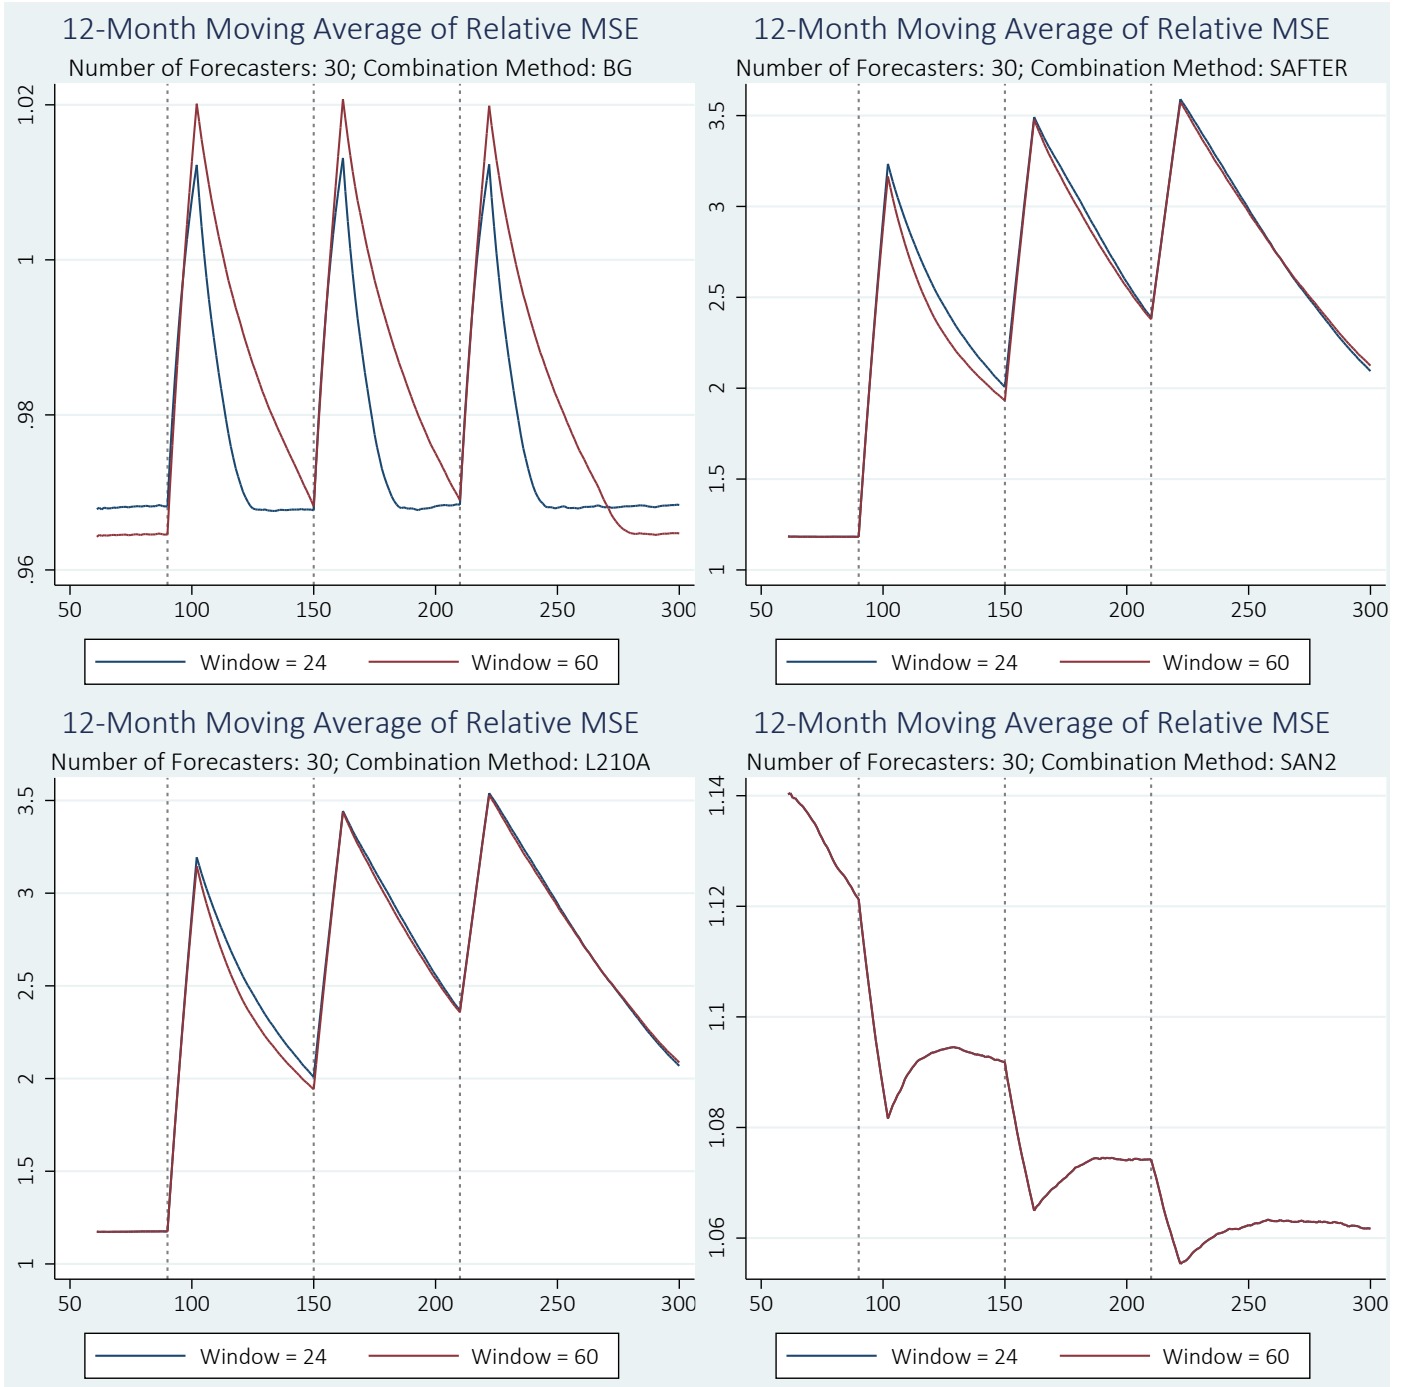 12-Month Moving Average of Relative MSE
Number of Forecasters: 30; Combination Method: BG
1.02
1
.98
.96
50 100 150 200 250 300
Window = 24 Window = 60
12-Month Moving Average of Relative MSE
Number of Forecasters: 30; Combination Method: SAFTER
3.5
3
2.5
2
1.5
1
50 100 150 200 250 300
Window = 24 Window = 60
12-Month Moving Average of Relative MSE
Number of Forecasters: 30; Combination Method: L210A
3.5
3
2.5
2
1.5
1
50 100 150 200 250 300
Window = 24 Window = 60
12-Month Moving Average of Relative MSE
Number of Forecasters: 30; Combination Method: SAN2
1.14
1.12
1.1
1.08
1.06
50 100 150 200 250 300
Window = 24 Window = 60